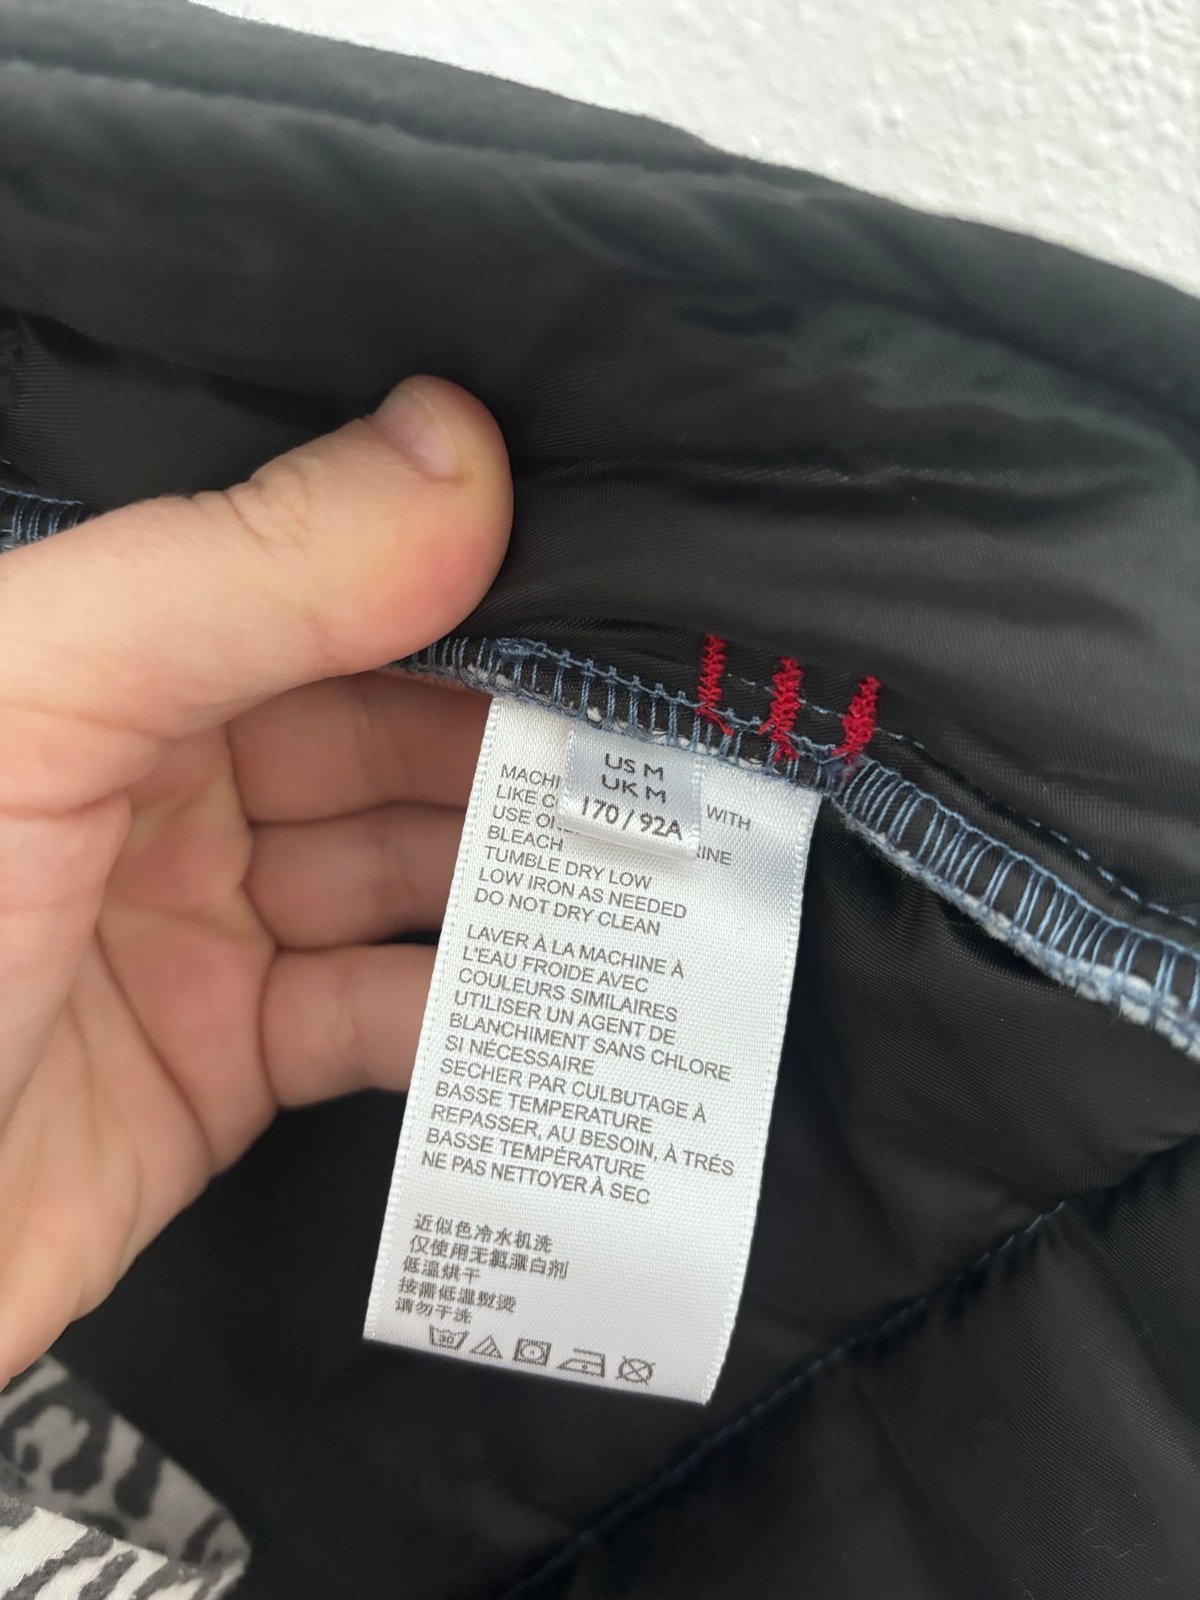 US M
UK M
170 / 92A
MACHI
LIKE C WITH
USE ON RINE
BLEACH
TUMBLE DRY LOW
LOW IRON AS NEEDED
DO NOT DRY CLEAN
LAVER À LA MACHINE À
L'EAU FROIDE AVEC
COULEURS SIMILAIRES
UTILISER UN AGENT DE
BLANCHIMENT SANS CHLORE
SI NÉCESSAIRE
SECHER PAR CULBUTAGE À
BASSE TEMPERATURE
REPASSER, AU BESOIN, À TRÉS
BASSE TEMPÉRATURE
NE PAS NETTOYER À SEC
近似色冷水机洗
仅使用无氯漂白剂
低温烘干
按需低温熨烫
请勿干洗
30